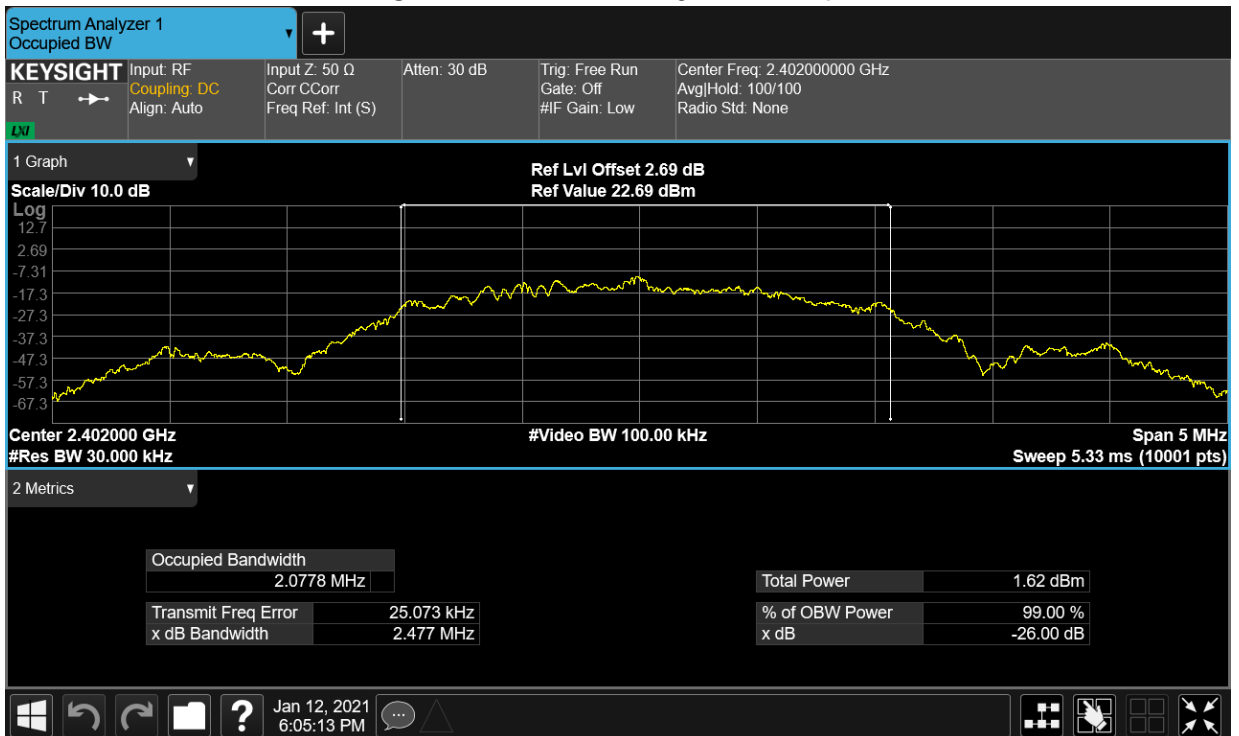 Spectrum Analyzer 1
Occupied BW
+
KEYSIGHT Input: RF Input Z: 50 Ω Atten: 30 dB Trig: Free Run Center Freq: 2.402000000 GHz
R T Coupling: DC Corr CCorr Gate: Off Avg|Hold: 100/100
Align: Auto Freq Ref: Int (S) #IF Gain: Low Radio Std: None
LXI
1 Graph
Ref Lvl Offset 2.69 dB
Scale/Div 10.0 dB Ref Value 22.69 dBm
Log
12.7
2.69
-7.31
-17.3
-27.3
-37.3
-47.3
-57.3
-67.3
Center 2.402000 GHz #Video BW 100.00 kHz Span 5 MHz
#Res BW 30.000 kHz Sweep 5.33 ms (10001 pts)
2 Metrics
Occupied Bandwidth
2.0778 MHz Total Power 1.62 dBm
Transmit Freq Error 25.073 kHz % of OBW Power 99.00 %
x dB Bandwidth 2.477 MHz x dB -26.00 dB
? Jan 12, 2021
6:05:13 PM